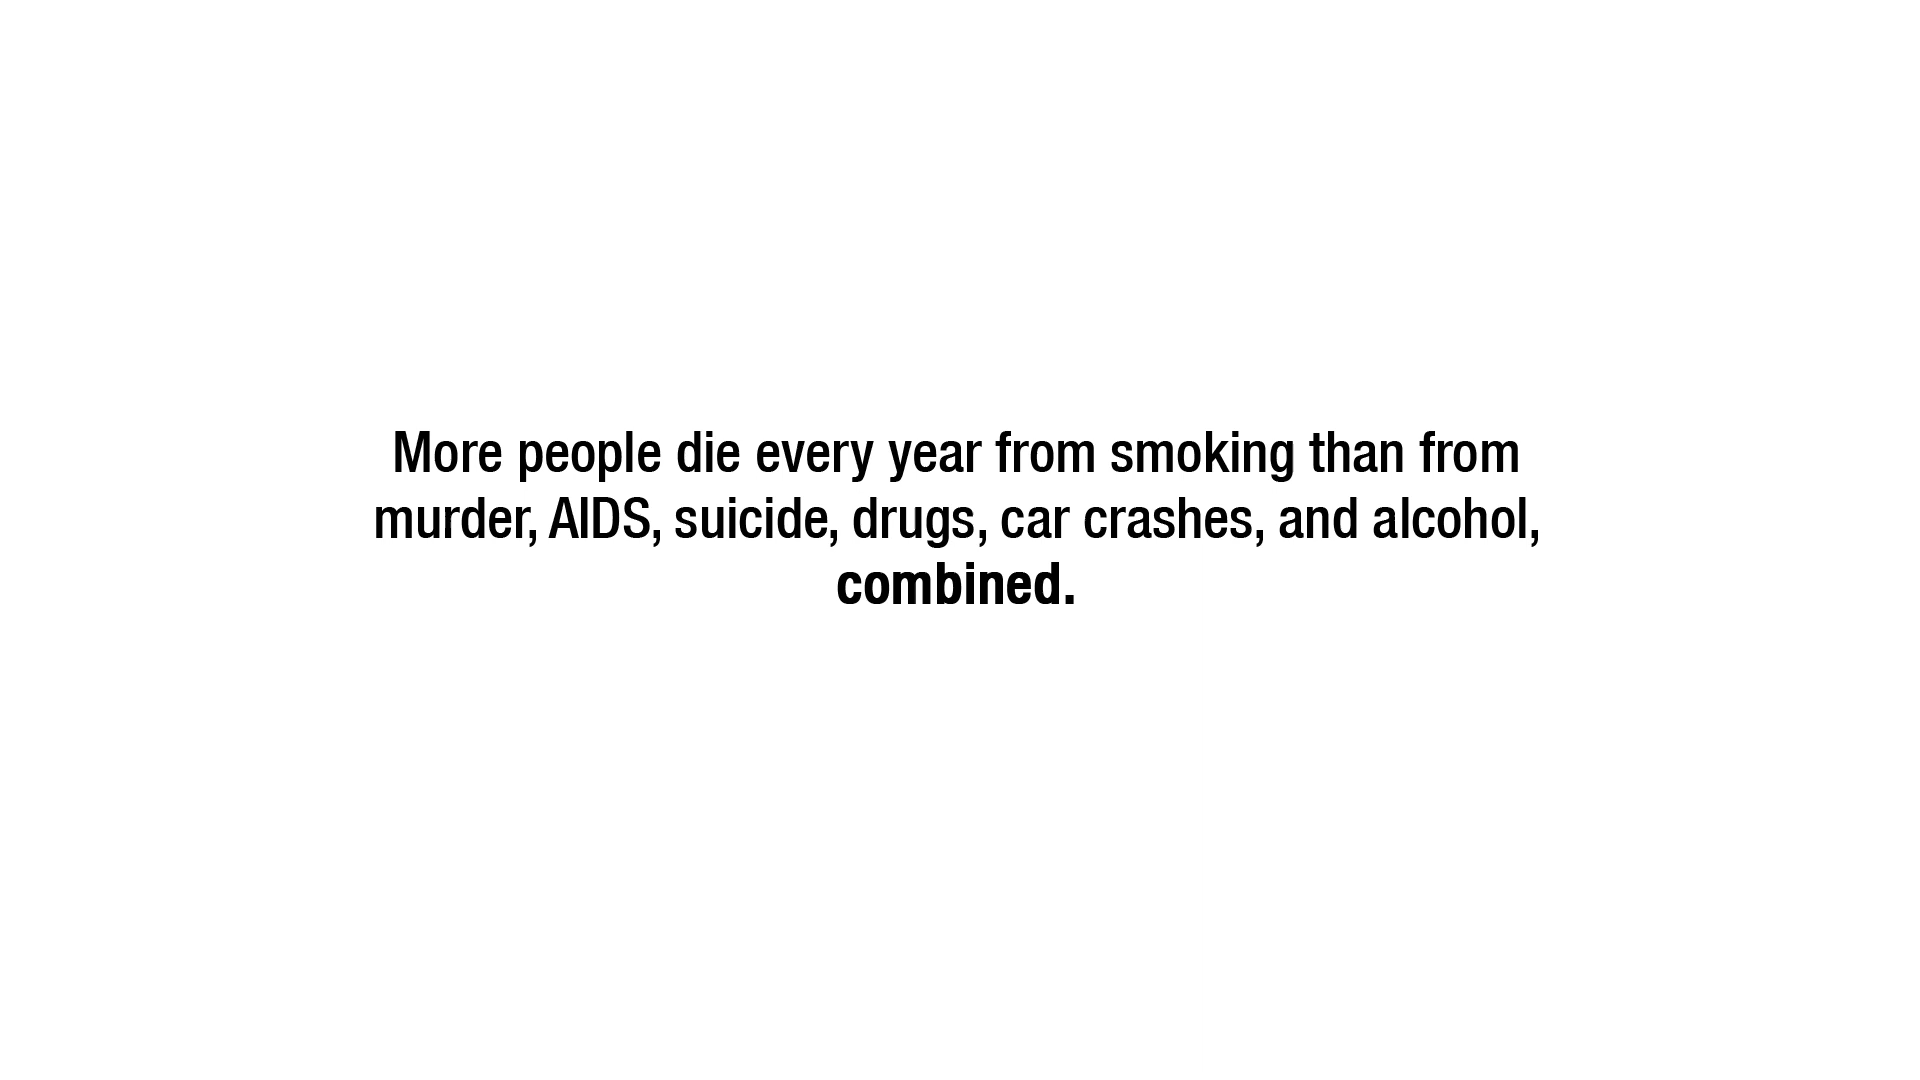 More people die every year from smoking than from
murder, AIDS, suicide, drugs, car crashes, and alcohol,
combined.